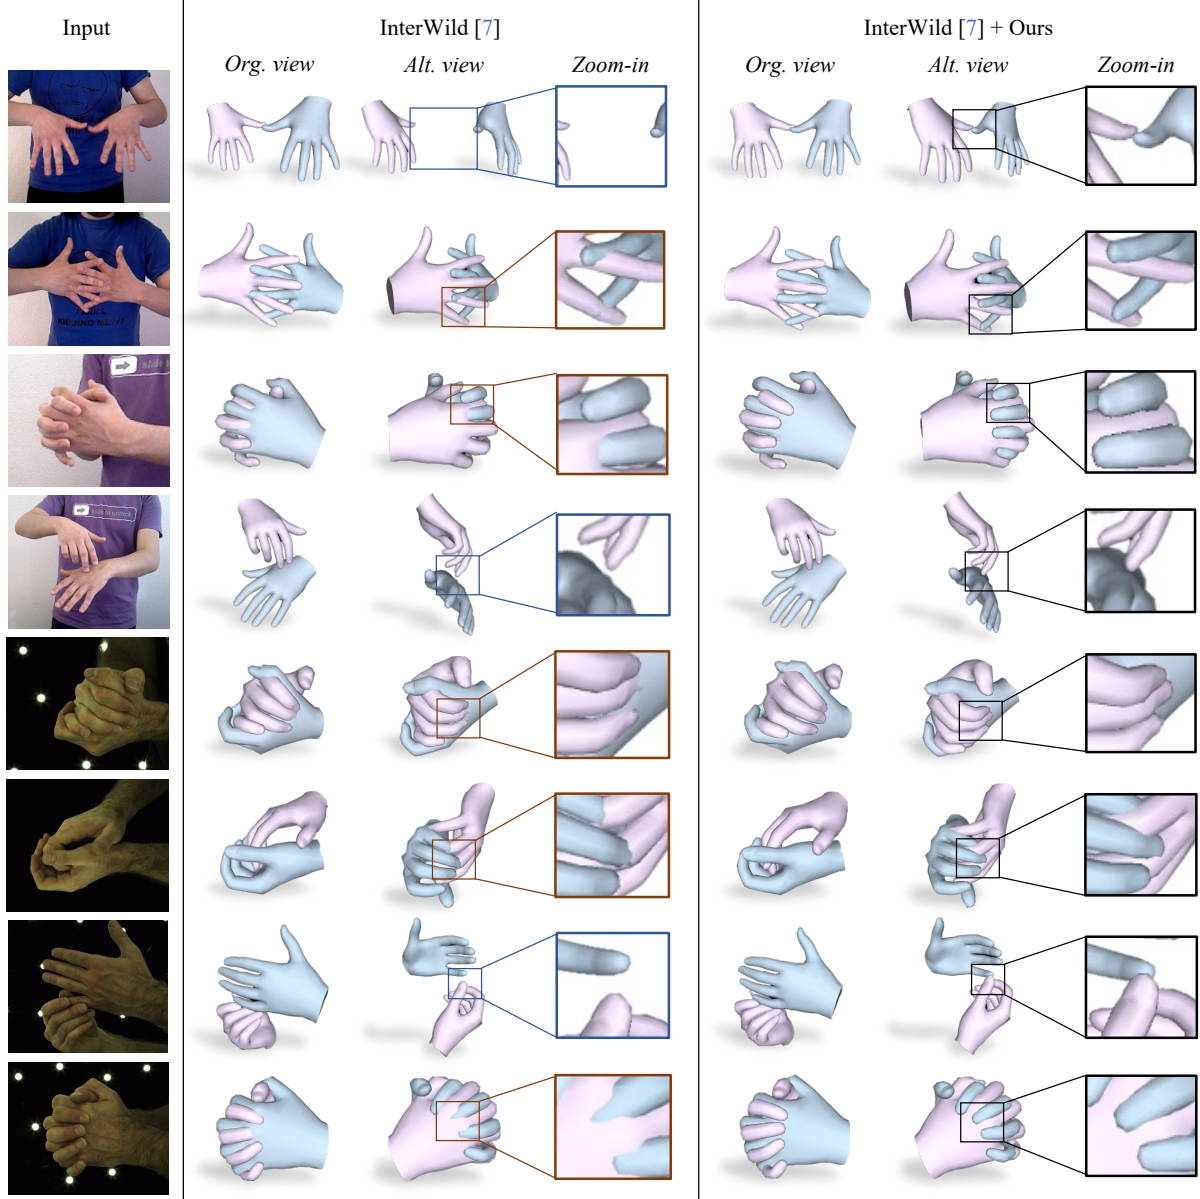 Input
InterWild [7]
InterWild [7] + Ours
Org. view
Alt. view
Zoom-in
Org. view
Alt. view
Zoom-in